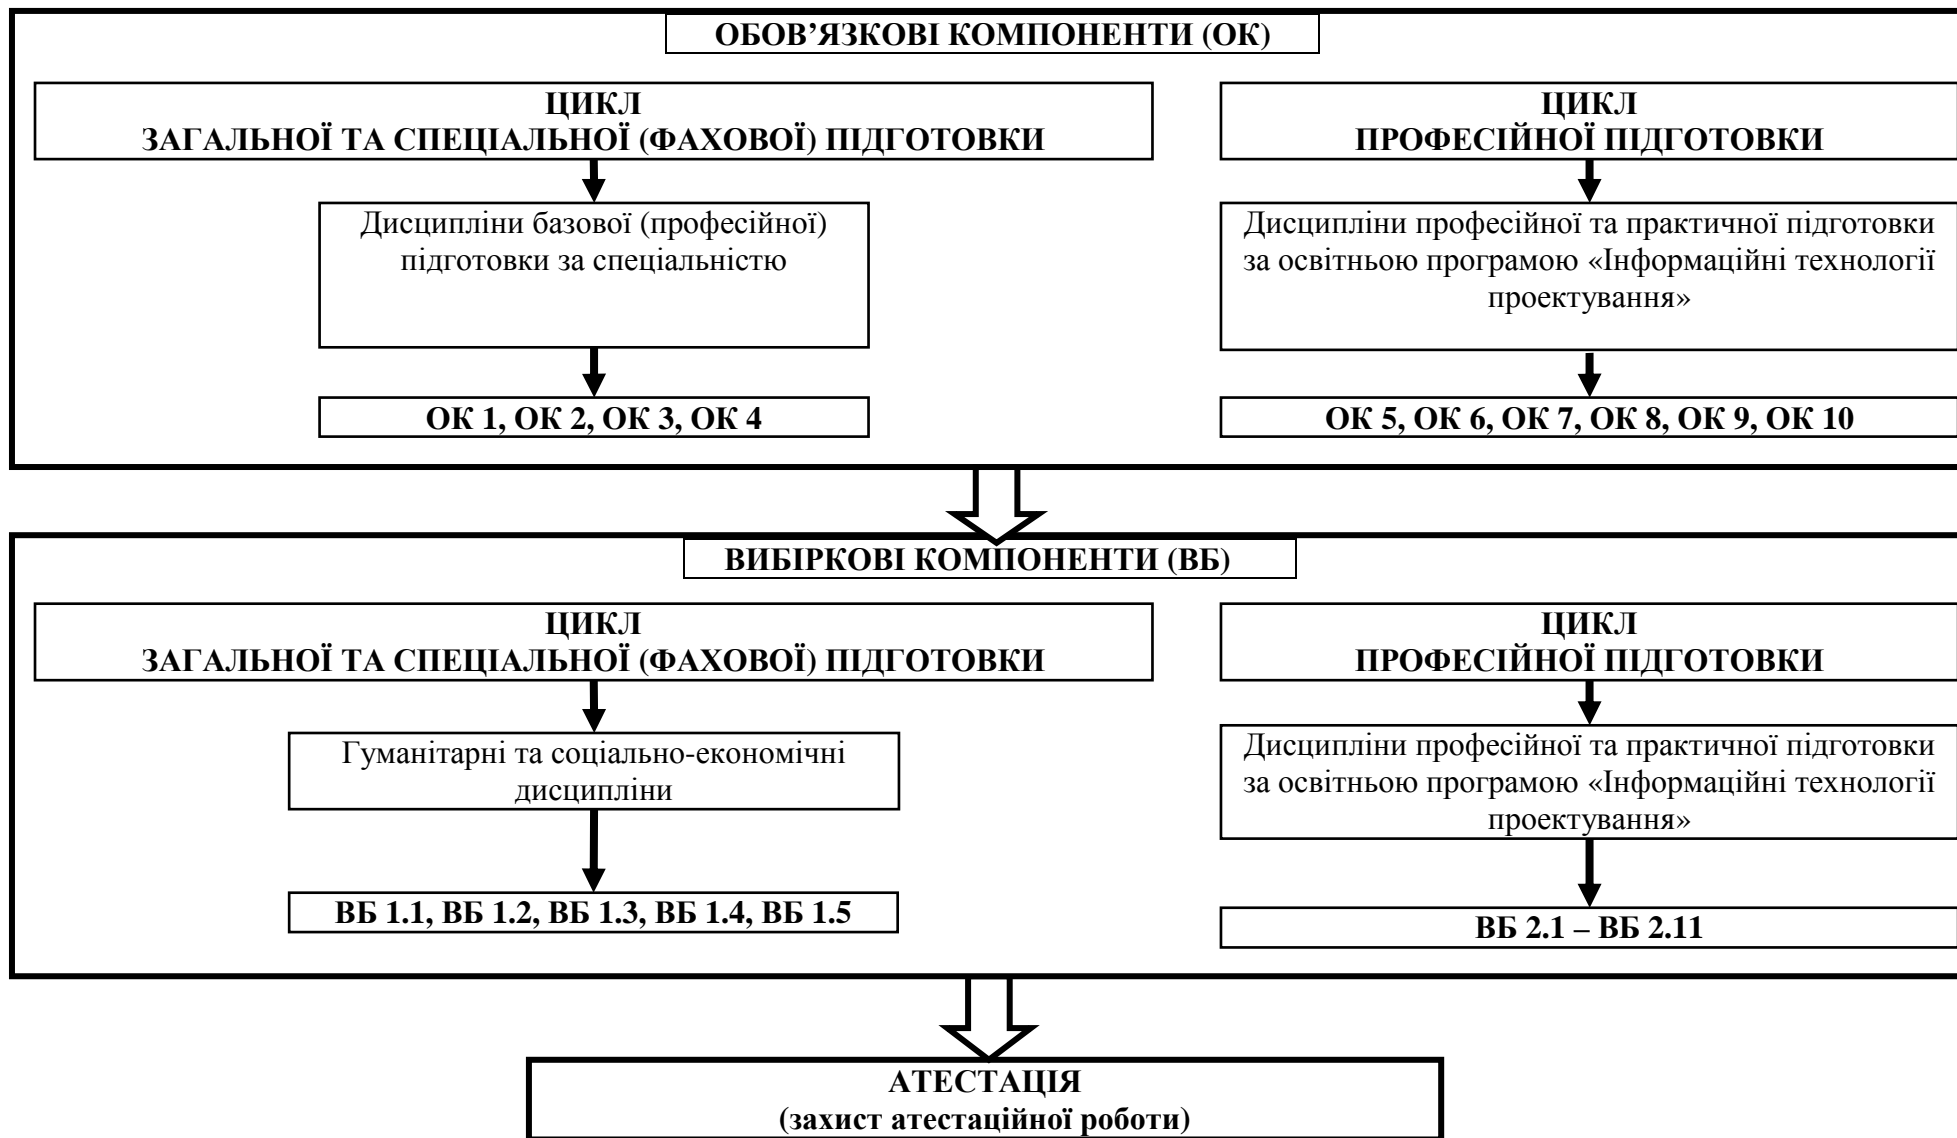 ОБОВ’ЯЗКОВІ КОМПОНЕНТИ (ОК)
ЦИКЛ
ЗАГАЛЬНОЇ ТА СПЕЦІАЛЬНОЇ (ФАХОВОЇ) ПІДГОТОВКИ
Дисципліни базової (професійної)
підготовки за спеціальністю
ОК 1, ОК 2, ОК 3, ОК 4
ЦИКЛ
ПРОФЕСІЙНОЇ ПІДГОТОВКИ
Дисципліни професійної та практичної підготовки
за освітньою програмою «Інформаційні технології
проектування»
ОК 5, ОК 6, ОК 7, ОК 8, ОК 9, ОК 10
ВИБІРКОВІ КОМПОНЕНТИ (ВБ)
ЦИКЛ
ЗАГАЛЬНОЇ ТА СПЕЦІАЛЬНОЇ (ФАХОВОЇ) ПІДГОТОВКИ
Гуманітарні та соціально-економічні
дисципліни
ВБ 1.1, ВБ 1.2, ВБ 1.3, ВБ 1.4, ВБ 1.5
ЦИКЛ
ПРОФЕСІЙНОЇ ПІДГОТОВКИ
Дисципліни професійної та практичної підготовки
за освітньою програмою «Інформаційні технології
проектування»
ВБ 2.1 – ВБ 2.11
АТЕСТАЦІЯ
(захист атестаційної роботи)